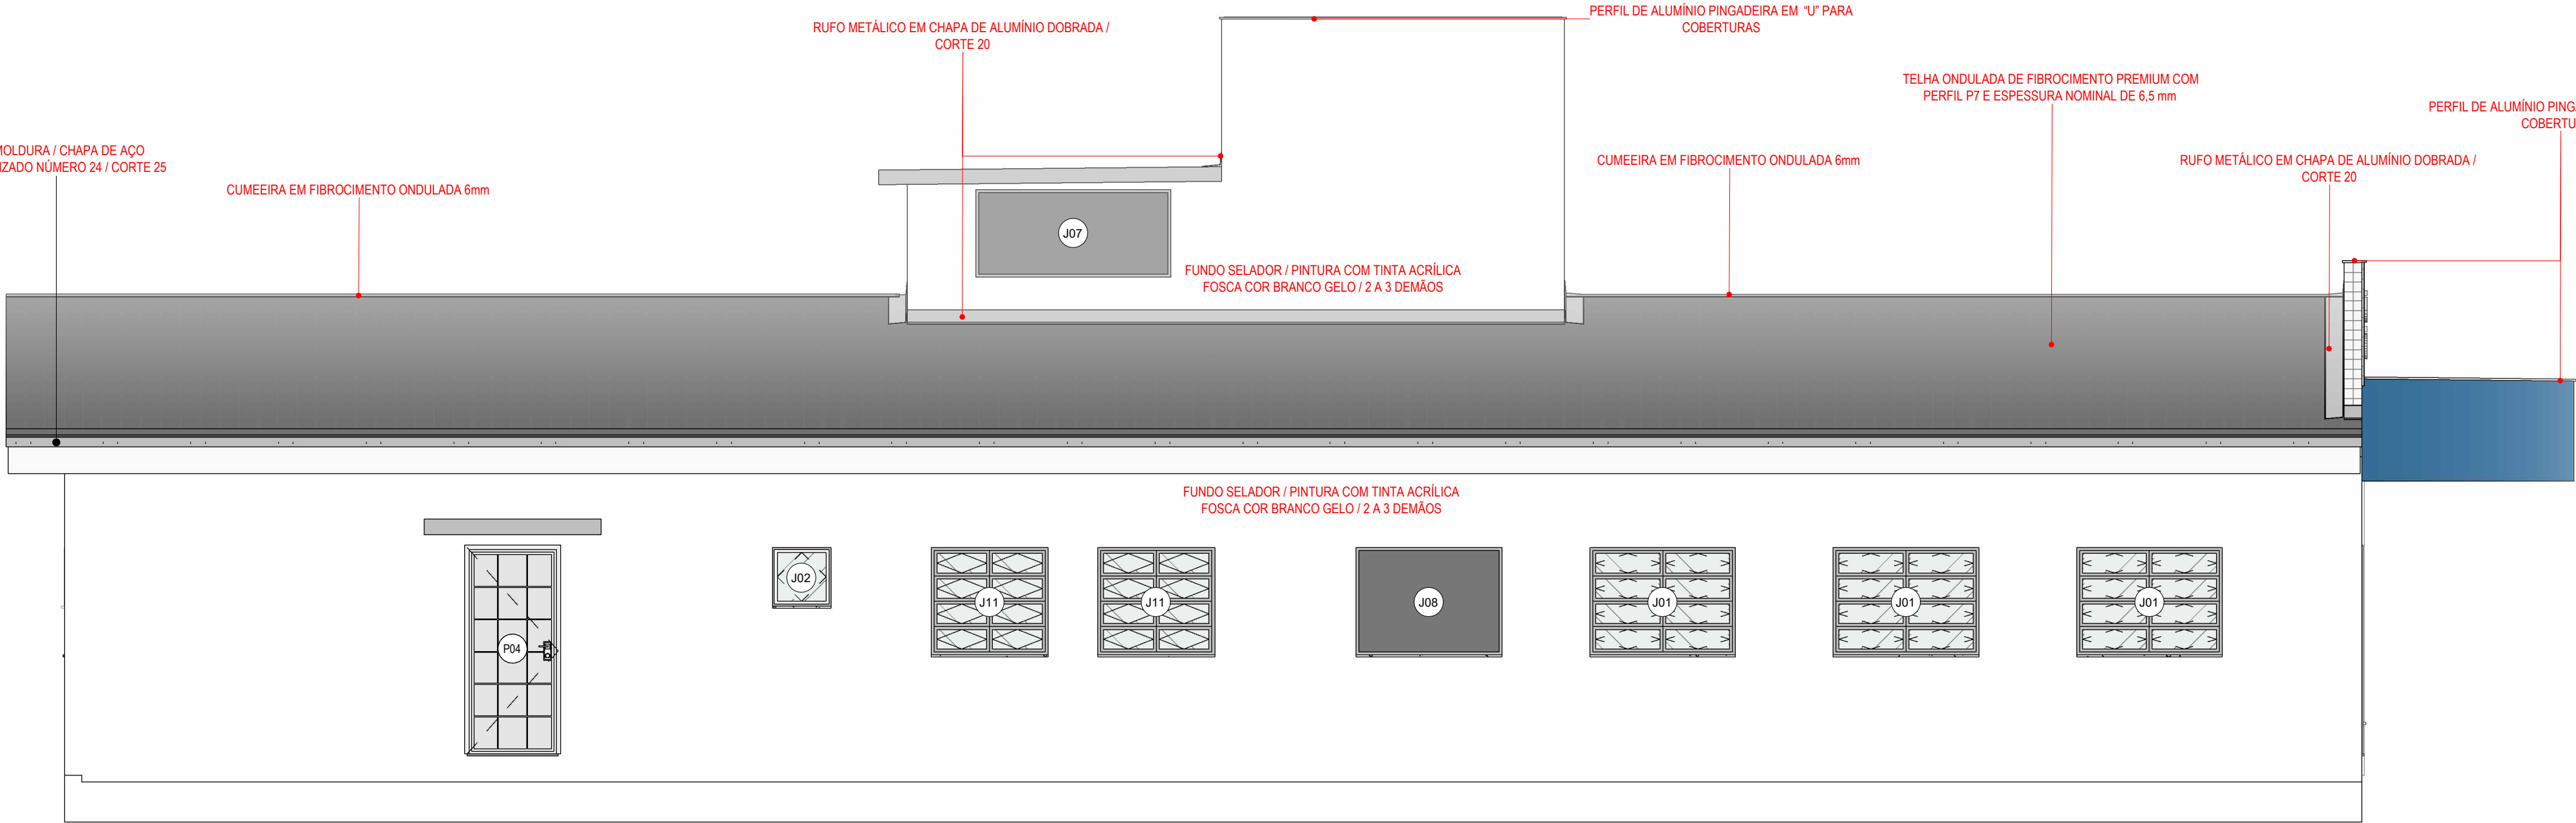 PERFIL DE ALUMÍNIO PINGADEIRA EM “U” PARA
COBERTURAS
RUFO METÁLICO EM CHAPA DE ALUMÍNIO DOBRADA /
CORTE 20
TELHA ONDULADA DE FIBROCIMENTO PREMIUM COM
PERFIL P7 E ESPESSURA NOMINAL DE 6,5 mm
PERFIL DE ALUMÍNIO PING
COBERTU
MOLDURA / CHAPA DE AÇO
IZADO NÚMERO 24 / CORTE 25
CUMEEIRA EM FIBROCIMENTO ONDULADA 6mm
CUMEEIRA EM FIBROCIMENTO ONDULADA 6mm
RUFO METÁLICO EM CHAPA DE ALUMÍNIO DOBRADA /
CORTE 20
J07
FUNDO SELADOR / PINTURA COM TINTA ACRÍLICA
FOSCA COR BRANCO GELO / 2 A 3 DEMÃOS
FUNDO SELADOR / PINTURA COM TINTA ACRÍLICA
FOSCA COR BRANCO GELO / 2 A 3 DEMÃOS
P04
J02
J11
J11
J08
J01
J01
J01